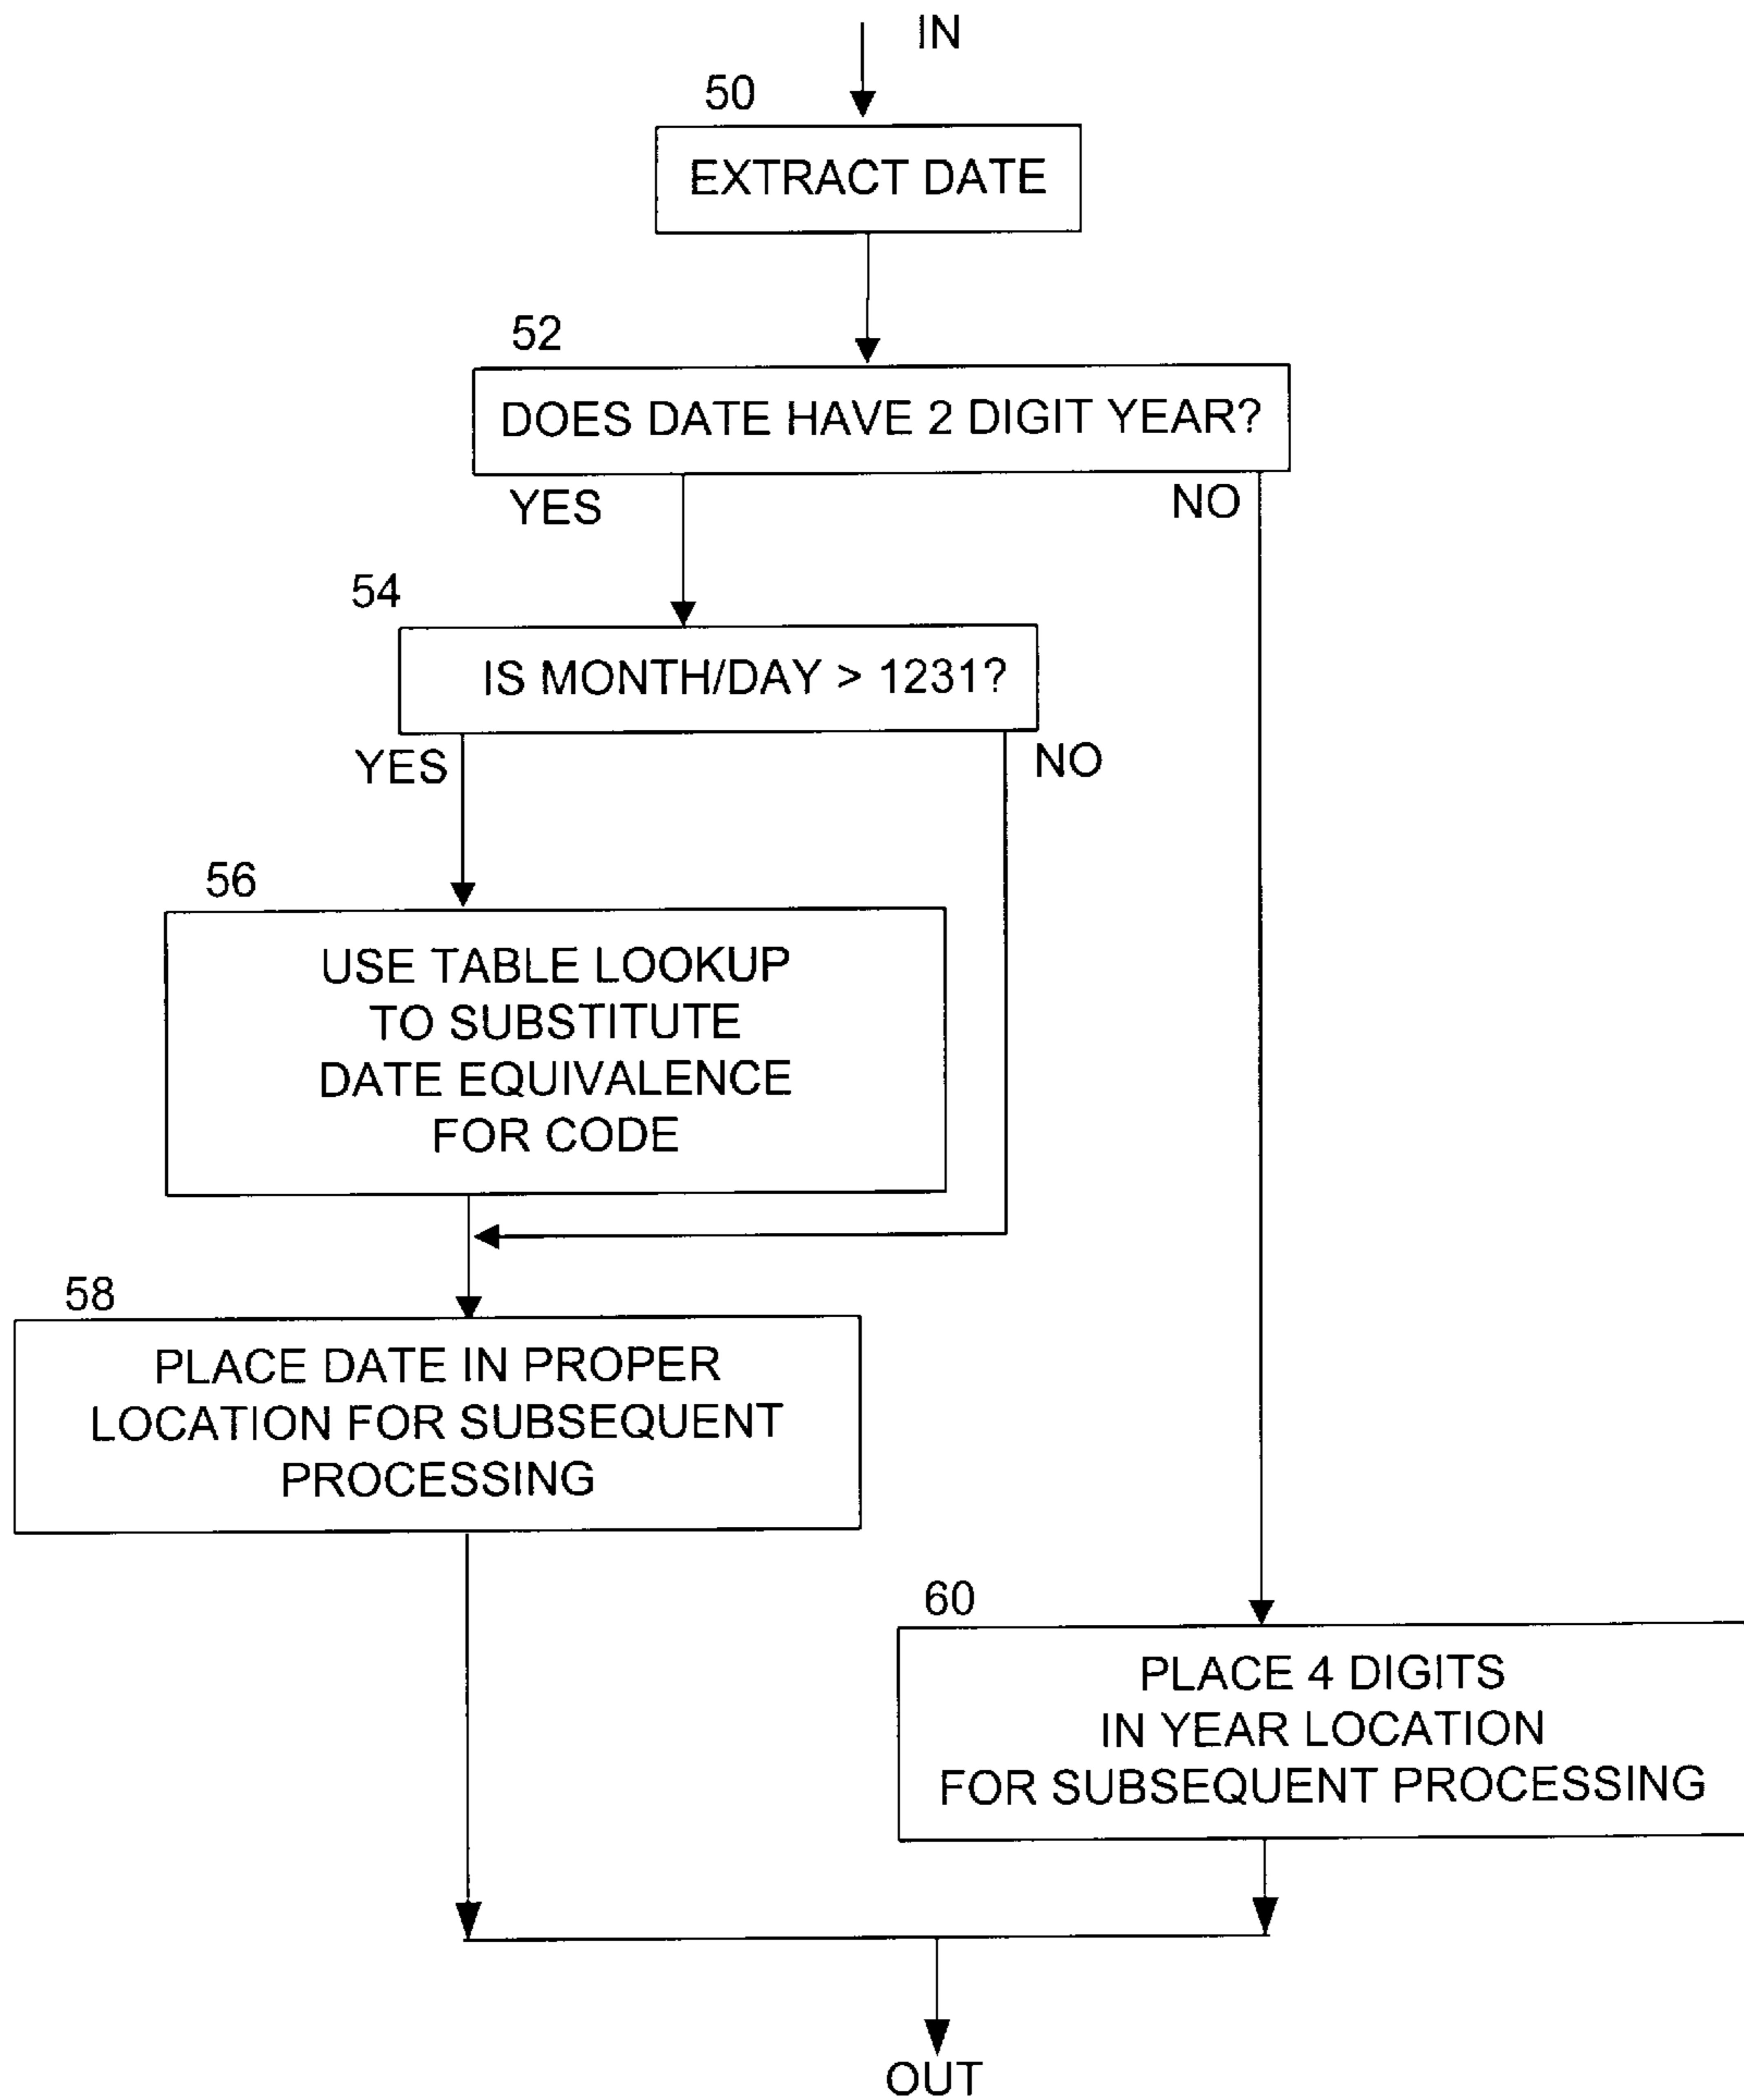 IN
50
EXTRACT DATE
52
DOES DATE HAVE 2 DIGIT YEAR?
YES
NO
54
IS MONTH/DAY > 1231?
YES
NO
56
USE TABLE LOOKUP
TO SUBSTITUTE
DATE EQUIVALENCE
FOR CODE
58
PLACE DATE IN PROPER
LOCATION FOR SUBSEQUENT
PROCESSING
60
PLACE 4 DIGITS
IN YEAR LOCATION
FOR SUBSEQUENT PROCESSING
OUT